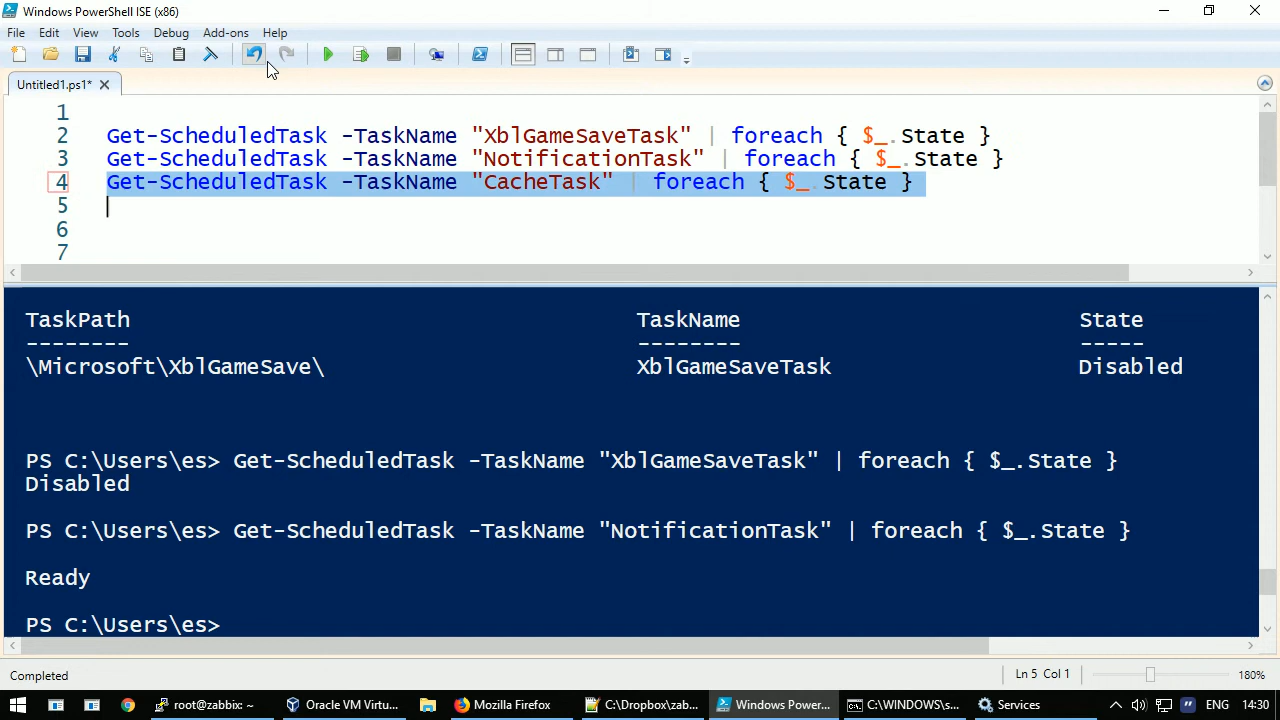 Windows PowerShell ISE (x86)
File Edit View Tools Debug Add-ons Help
Untitled1.ps1*
1
2 Get-ScheduledTask -TaskName "XblGameSaveTask" | foreach { $_.State }
3 Get-ScheduledTask -TaskName "NotificationTask" | foreach { $_.State }
4 Get-ScheduledTask -TaskName "CacheTask" | foreach { $_.State }
5
6
7
TaskPath TaskName State
-------- -------- -----
\Microsoft\XblGameSave\ XblGameSaveTask Disabled
PS C:\Users\es> Get-ScheduledTask -TaskName "XblGameSaveTask" | foreach { $_.State }
Disabled
PS C:\Users\es> Get-ScheduledTask -TaskName "NotificationTask" | foreach { $_.State }
Ready
PS C:\Users\es>
Completed Ln 5 Col 1 180%
root@zabbix: ~ Oracle VM Virtu... Mozilla Firefox C:\Dropbox\zab... Windows Power... C:\WINDOWS\s... Services ENG 14:30